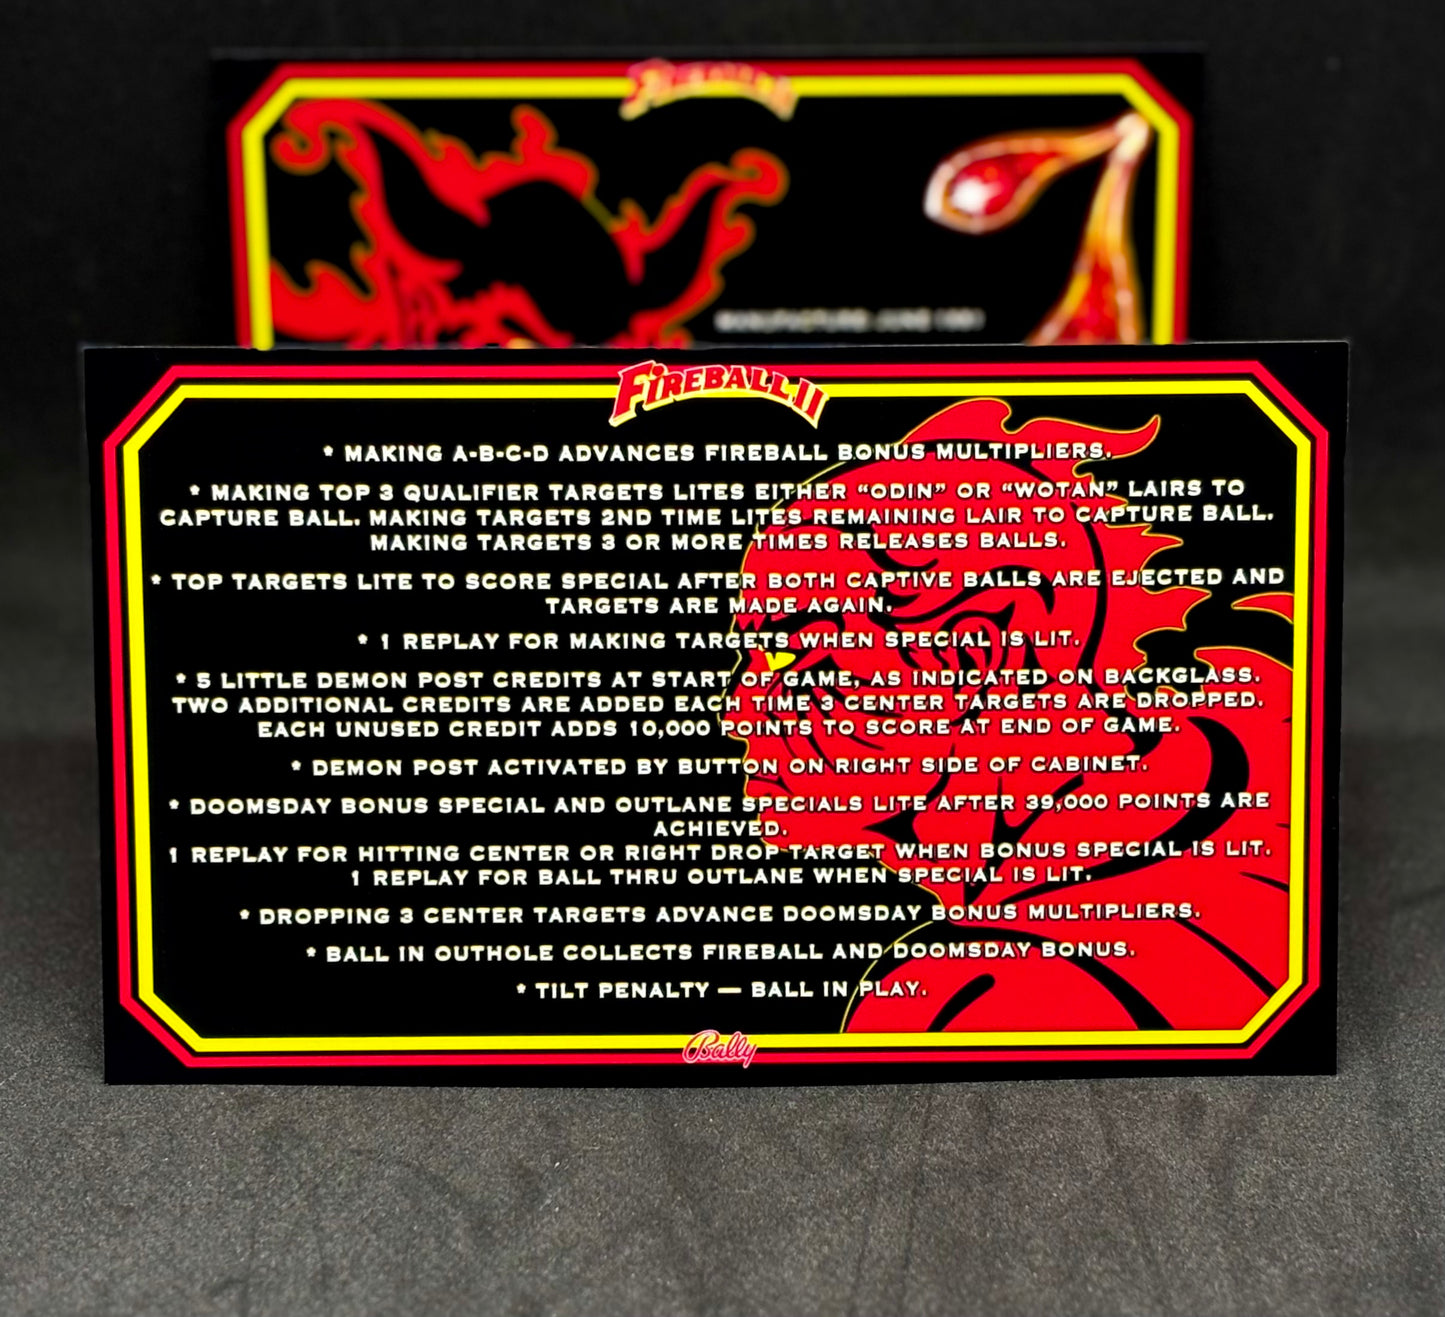 FIREBALL II
MANUFACTURE: JUNE 1981
FIREBALL II
* MAKING A-B-C-D ADVANCES FIREBALL BONUS MULTIPLIERS.
* MAKING TOP 3 QUALIFIER TARGETS LITES EITHER “ODIN” OR “WOTAN” LAIRS TO
CAPTURE BALL. MAKING TARGETS 2ND TIME LITES REMAINING LAIR TO CAPTURE BALL.
MAKING TARGETS 3 OR MORE TIMES RELEASES BALLS.
* TOP TARGETS LITE TO SCORE SPECIAL AFTER BOTH CAPTIVE BALLS ARE EJECTED AND
TARGETS ARE MADE AGAIN.
* 1 REPLAY FOR MAKING TARGETS WHEN SPECIAL IS LIT.
* 5 LITTLE DEMON POST CREDITS AT START OF GAME, AS INDICATED ON BACKGLASS.
TWO ADDITIONAL CREDITS ARE ADDED EACH TIME 3 CENTER TARGETS ARE DROPPED.
EACH UNUSED CREDIT ADDS 10,000 POINTS TO SCORE AT END OF GAME.
* DEMON POST ACTIVATED BY BUTTON ON RIGHT SIDE OF CABINET.
* DOOMSDAY BONUS SPECIAL AND OUTLANE SPECIALS LITE AFTER 39,000 POINTS ARE
ACHIEVED.
1 REPLAY FOR HITTING CENTER OR RIGHT DROP TARGET WHEN BONUS SPECIAL IS LIT.
1 REPLAY FOR BALL THRU OUTLANE WHEN SPECIAL IS LIT.
* DROPPING 3 CENTER TARGETS ADVANCE DOOMSDAY BONUS MULTIPLIERS.
* BALL IN OUTHOLE COLLECTS FIREBALL AND DOOMSDAY BONUS.
* TILT PENALTY — BALL IN PLAY.
Bally